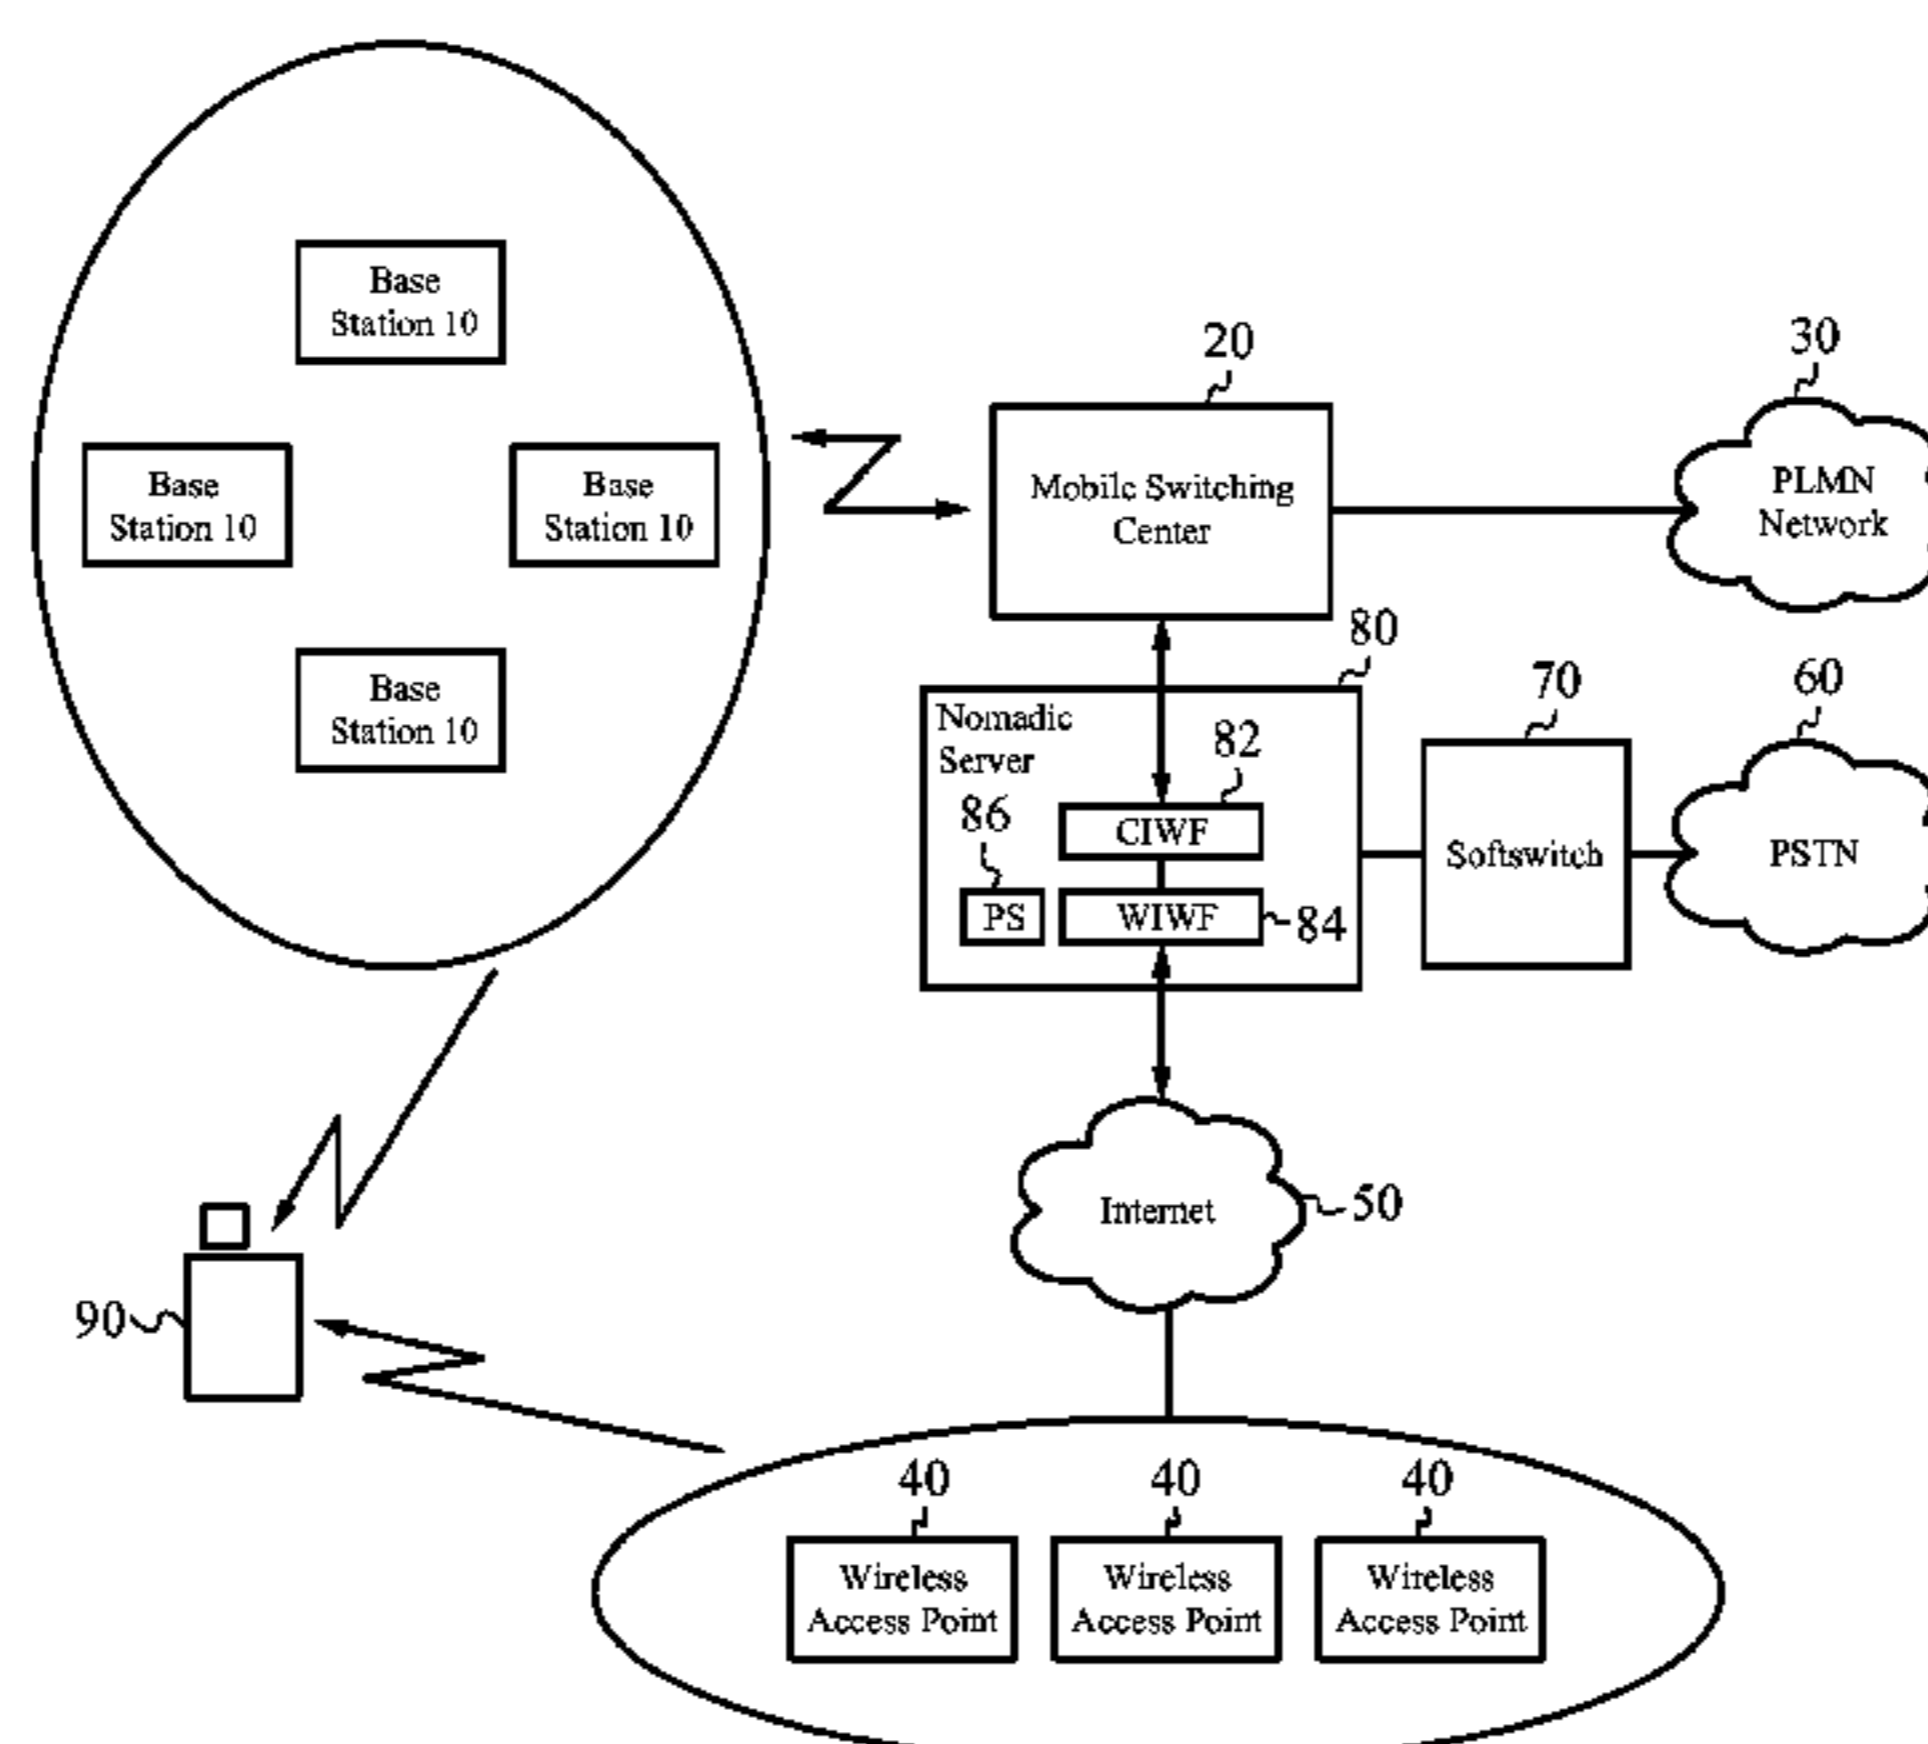 Base
Station 10
Base
Station 10
Base
Station 10
Base
Station 10
20
Mobile Switching
Center
30
PLMN
Network
80
Nomadic
Server
82
86
CIWF
PS
WIWF
84
70
Softswitch
60
PSTN
Internet
50
90
40
40
40
Wireless
Access Point
Wireless
Access Point
Wireless
Access Point